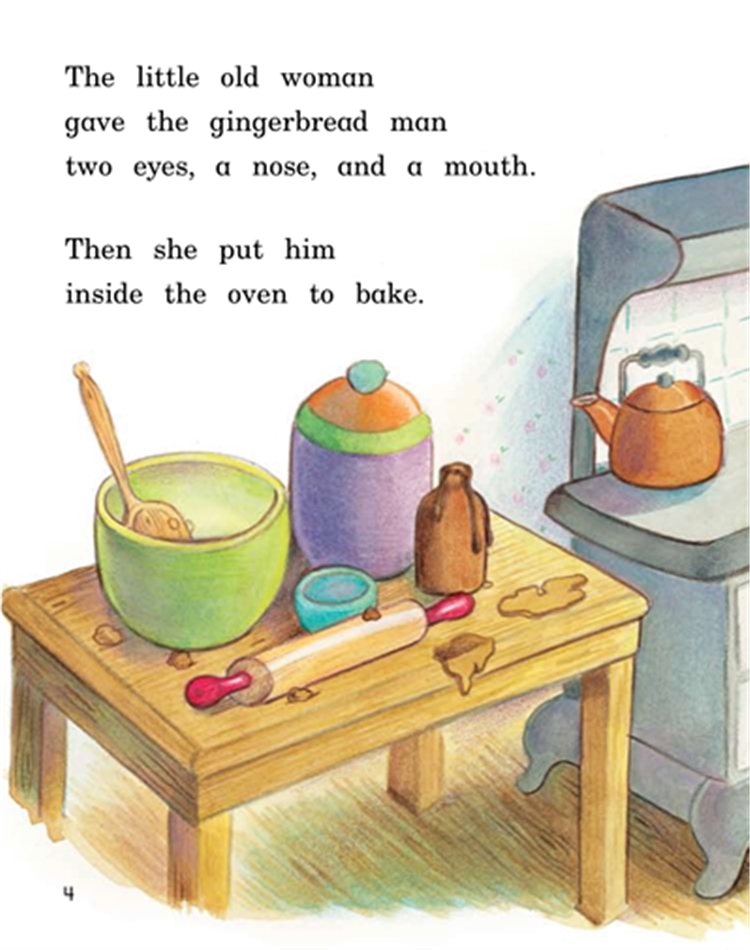 The little old woman
gave the gingerbread man
two eyes, a nose, and a mouth.
Then she put him
inside the oven to bake.
4